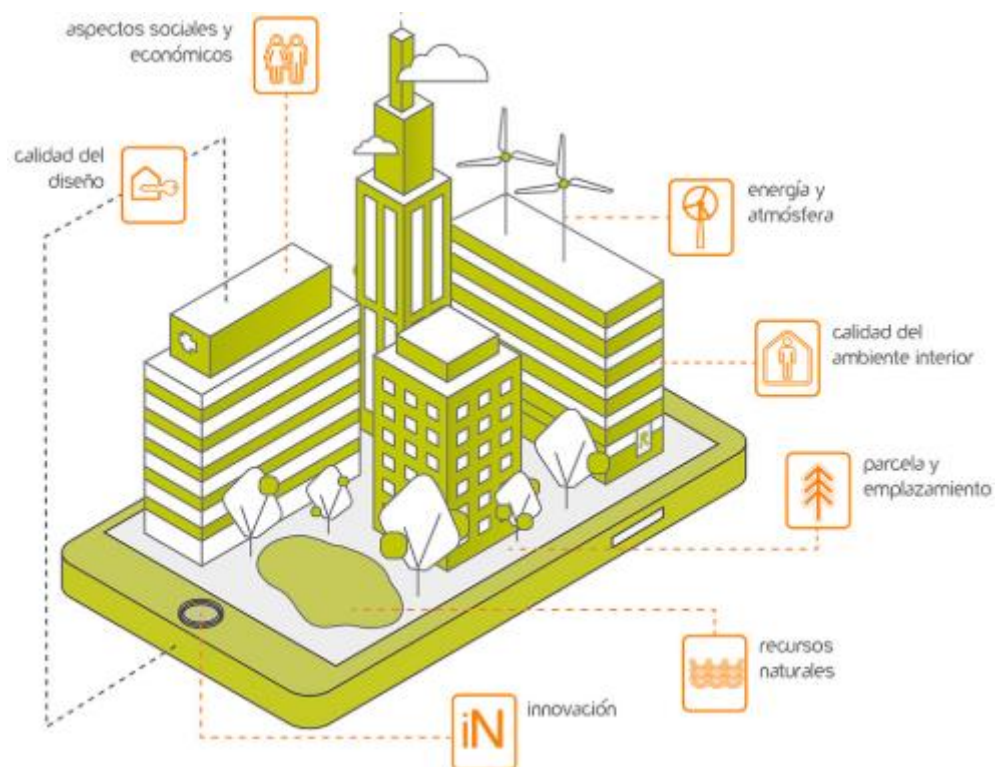 aspectos sociales y
económicos
calidad del
diseño
energía y
atmósfera
calidad del
ambiente interior
parcela y
emplazamiento
recursos
naturales
iN
innovación